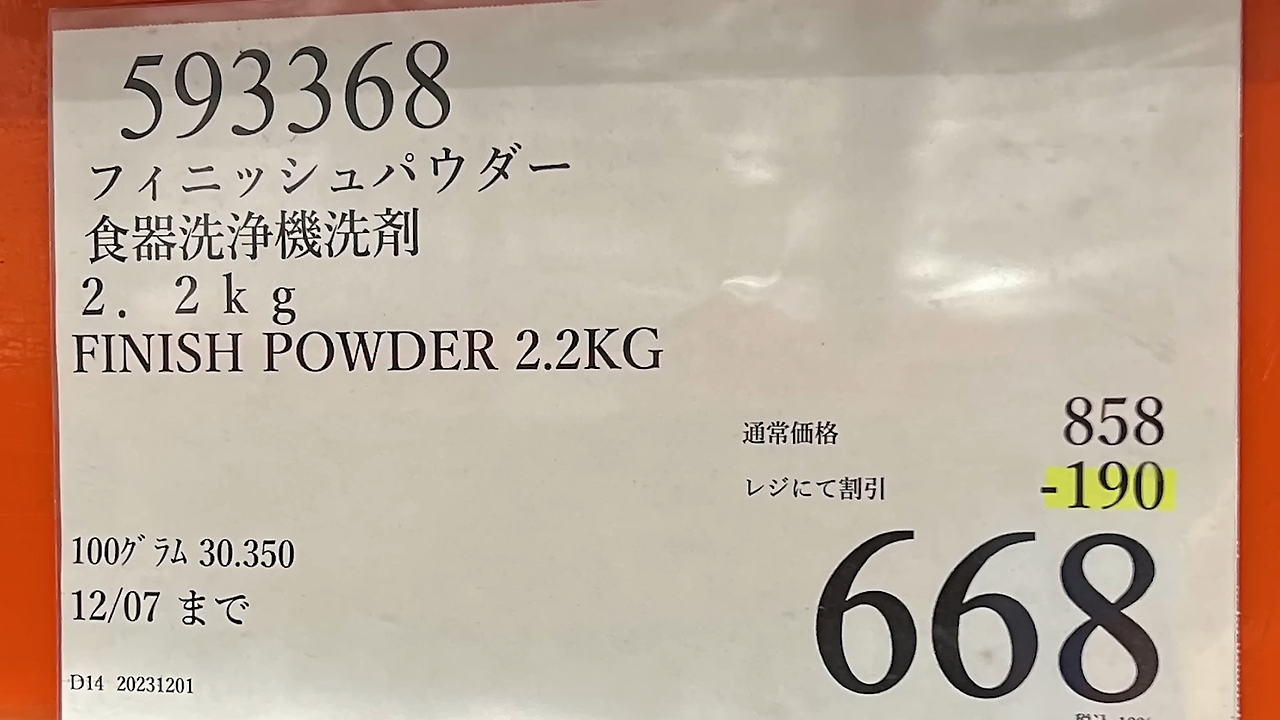 593368
フィニッシュパウダー
食器洗浄機洗剤
2. 2kg
FINISH POWDER 2.2KG
通常価格 858
レジにて割引 -190
668
100グラム 30.350
12/07 まで
D14 20231201